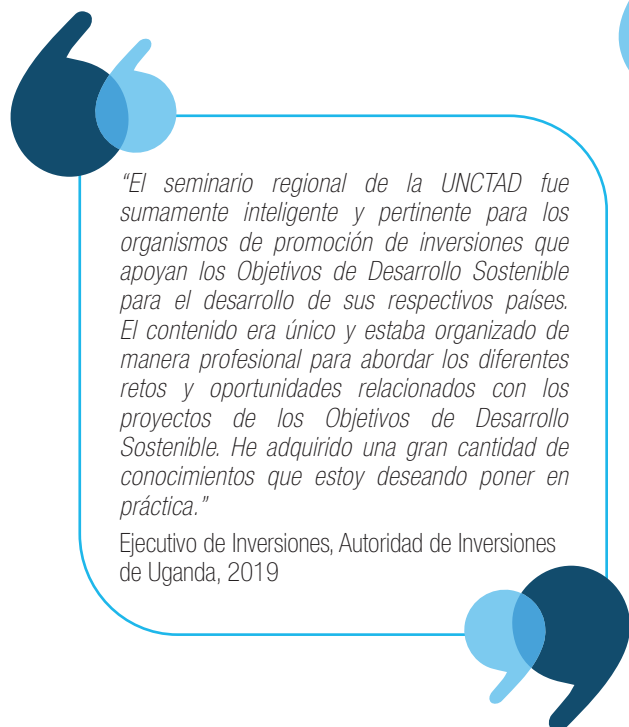 “El seminario regional de la UNCTAD fue
sumamente inteligente y pertinente para los
organismos de promoción de inversiones que
apoyan los Objetivos de Desarrollo Sostenible
para el desarrollo de sus respectivos países.
El contenido era único y estaba organizado de
manera profesional para abordar los diferentes
retos y oportunidades relacionados con los
proyectos de los Objetivos de Desarrollo
Sostenible. He adquirido una gran cantidad de
conocimientos que estoy deseando poner en
práctica.”
Ejecutivo de Inversiones, Autoridad de Inversiones
de Uganda, 2019